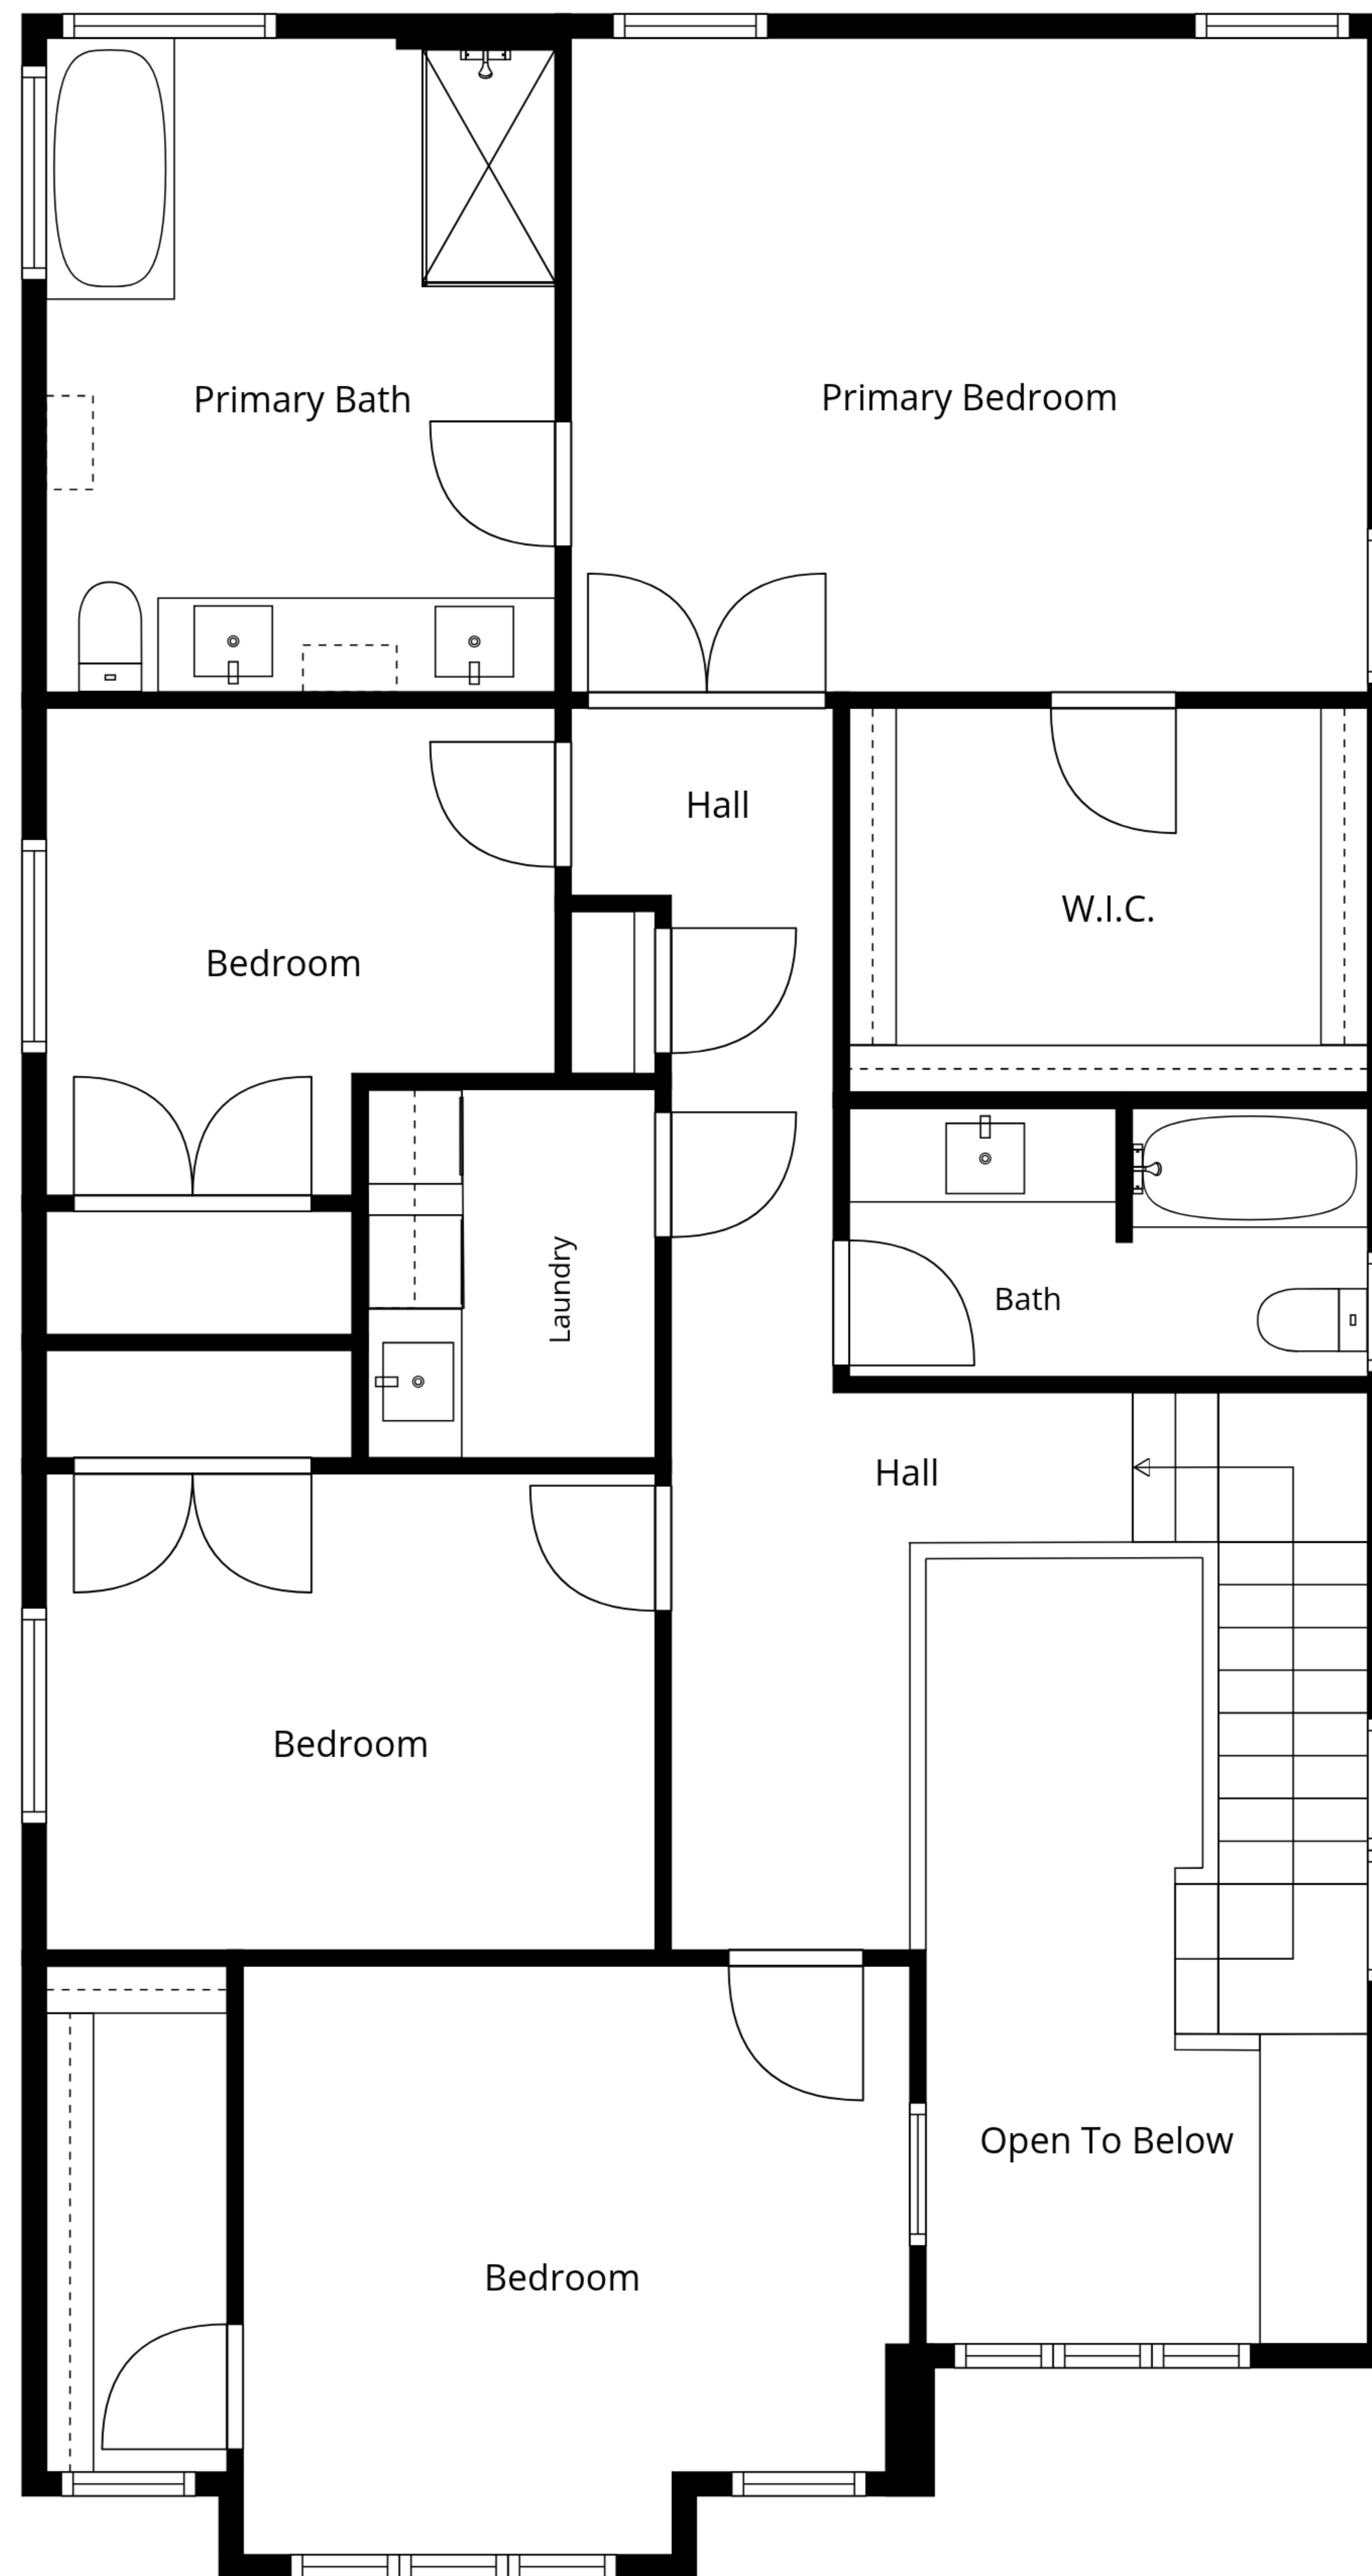 Primary Bath
Primary Bedroom
Hall
W.I.C.
Bedroom
Laundry
Bath
Hall
Bedroom
Open To Below
Bedroom